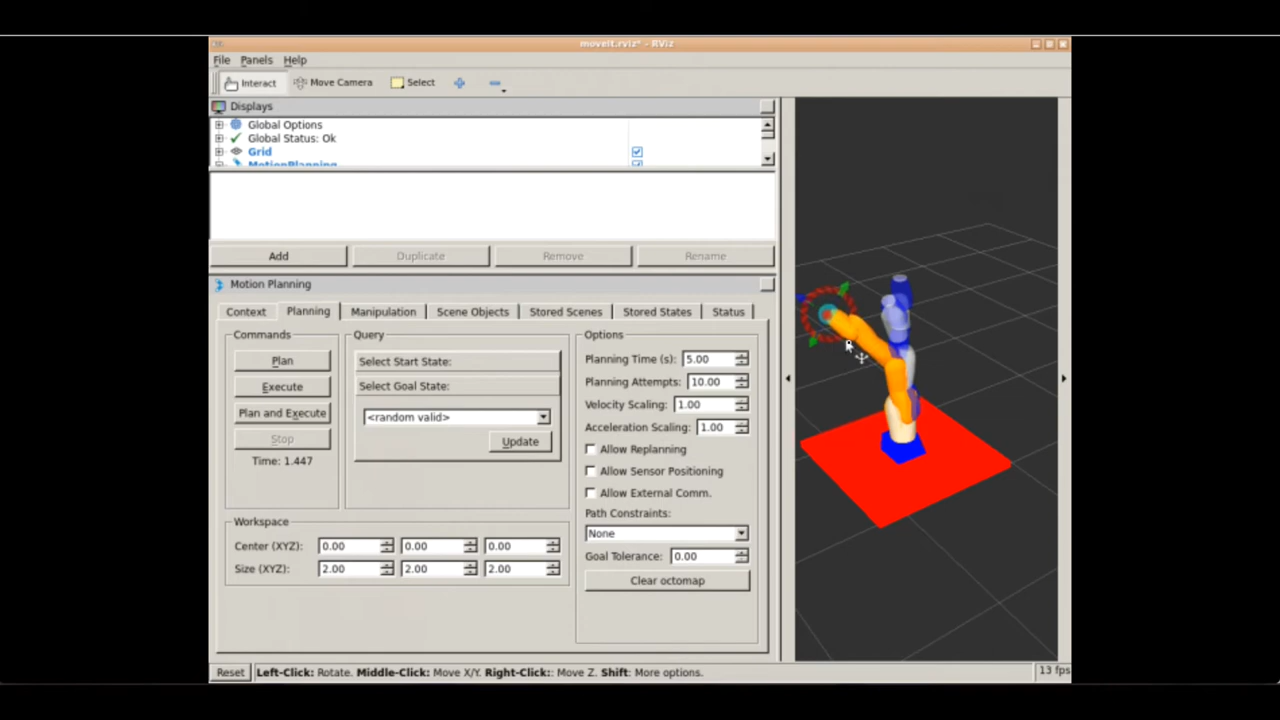 moveit.rviz* - RViz
File Panels Help
Interact Move Camera Select
Displays
Global Options
Global Status: Ok
Grid
MotionPlanning
Add Duplicate Remove Rename
Motion Planning
Context Planning Manipulation Scene Objects Stored Scenes Stored States Status
Commands
Plan
Execute
Plan and Execute
Stop
Time: 1.447
Query
Select Start State:
Select Goal State:
<random valid>
Update
Options
Planning Time (s): 5.00
Planning Attempts: 10.00
Velocity Scaling: 1.00
Acceleration Scaling: 1.00
Allow Replanning
Allow Sensor Positioning
Allow External Comm.
Path Constraints:
None
Goal Tolerance: 0.00
Clear octomap
Workspace
Center (XYZ): 0.00 0.00 0.00
Size (XYZ): 2.00 2.00 2.00
Reset Left-Click: Rotate. Middle-Click: Move X/Y. Right-Click:: Move Z. Shift: More options. 13 fps